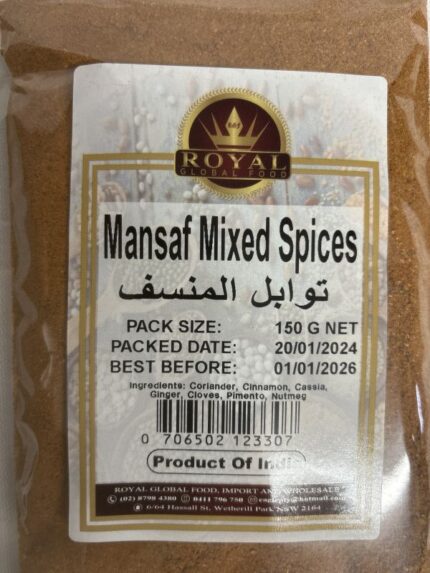 ROYAL
GLOBAL FOOD
Mansaf Mixed Spices
توابل المنسف
PACK SIZE: 150 G NET
PACKED DATE: 20/01/2024
BEST BEFORE: 01/01/2026
Ingredients: Coriander, Cinnamon, Cassia,
Ginger, Cloves, Pimento, Nutmeg
0 706502 123307
Product Of India
ROYAL GLOBAL FOOD, IMPORT AND WHOLESALE
(02) 8798 4380 0411 796 750
6/64 Hassall St, Wetherill Park NSW 2164